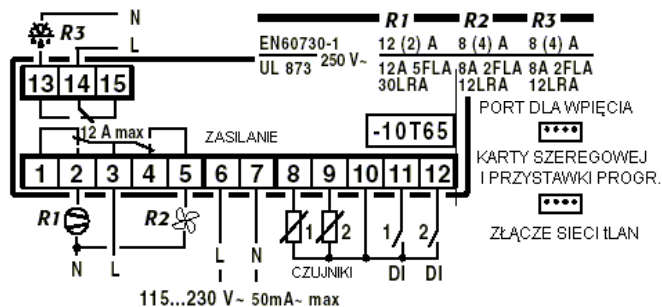 N
R3
L
R1 R2 R3
EN60730-1
UL 873
250 V~
12 (2) A 8 (4) A 8 (4) A
12A 5FLA 8A 2FLA 8A 2FLA
30LRA 12LRA 12LRA
13 14 15
12 A max
ZASILANIE
-10T65
PORT DLA WPIĘCIA
KARTY SZEREGOWEJ
I PRZYSTAWKI PROGR.
ZŁĄCZE SIECI tLAN
1 2 3 4 5 6 7 8 9 10 11 12
R1
R2
1
2
1
2
N L
L N
CZUJNIKI
DI DI
115...230 V~ 50mA~ max